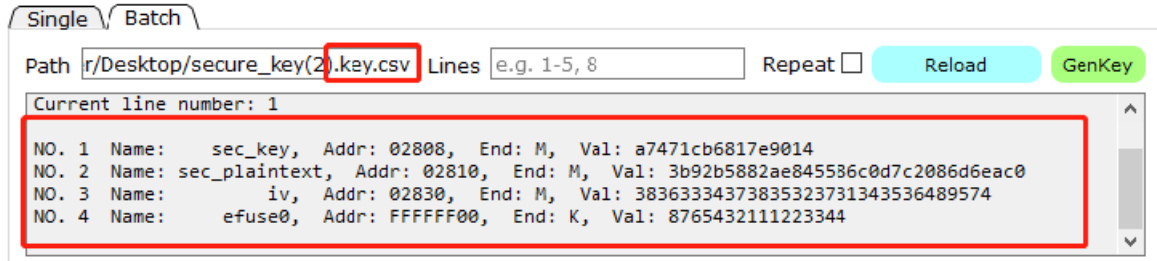 Single Batch
Path r/Desktop/secure_key(2).key.csv Lines e.g. 1-5, 8 Repeat Reload GenKey
Current line number: 1
NO. 1 Name: sec_key, Addr: 02808, End: M, Val: a7471cb6817e9014
NO. 2 Name: sec_plaintext, Addr: 02810, End: M, Val: 3b92b5882ae845586c0d7c2086d6eac0
NO. 3 Name: iv, Addr: 02830, End: M, Val: 38363334373835323731343536489574
NO. 4 Name: efuse0, Addr: FFFFFF00, End: K, Val: 8765432111223344